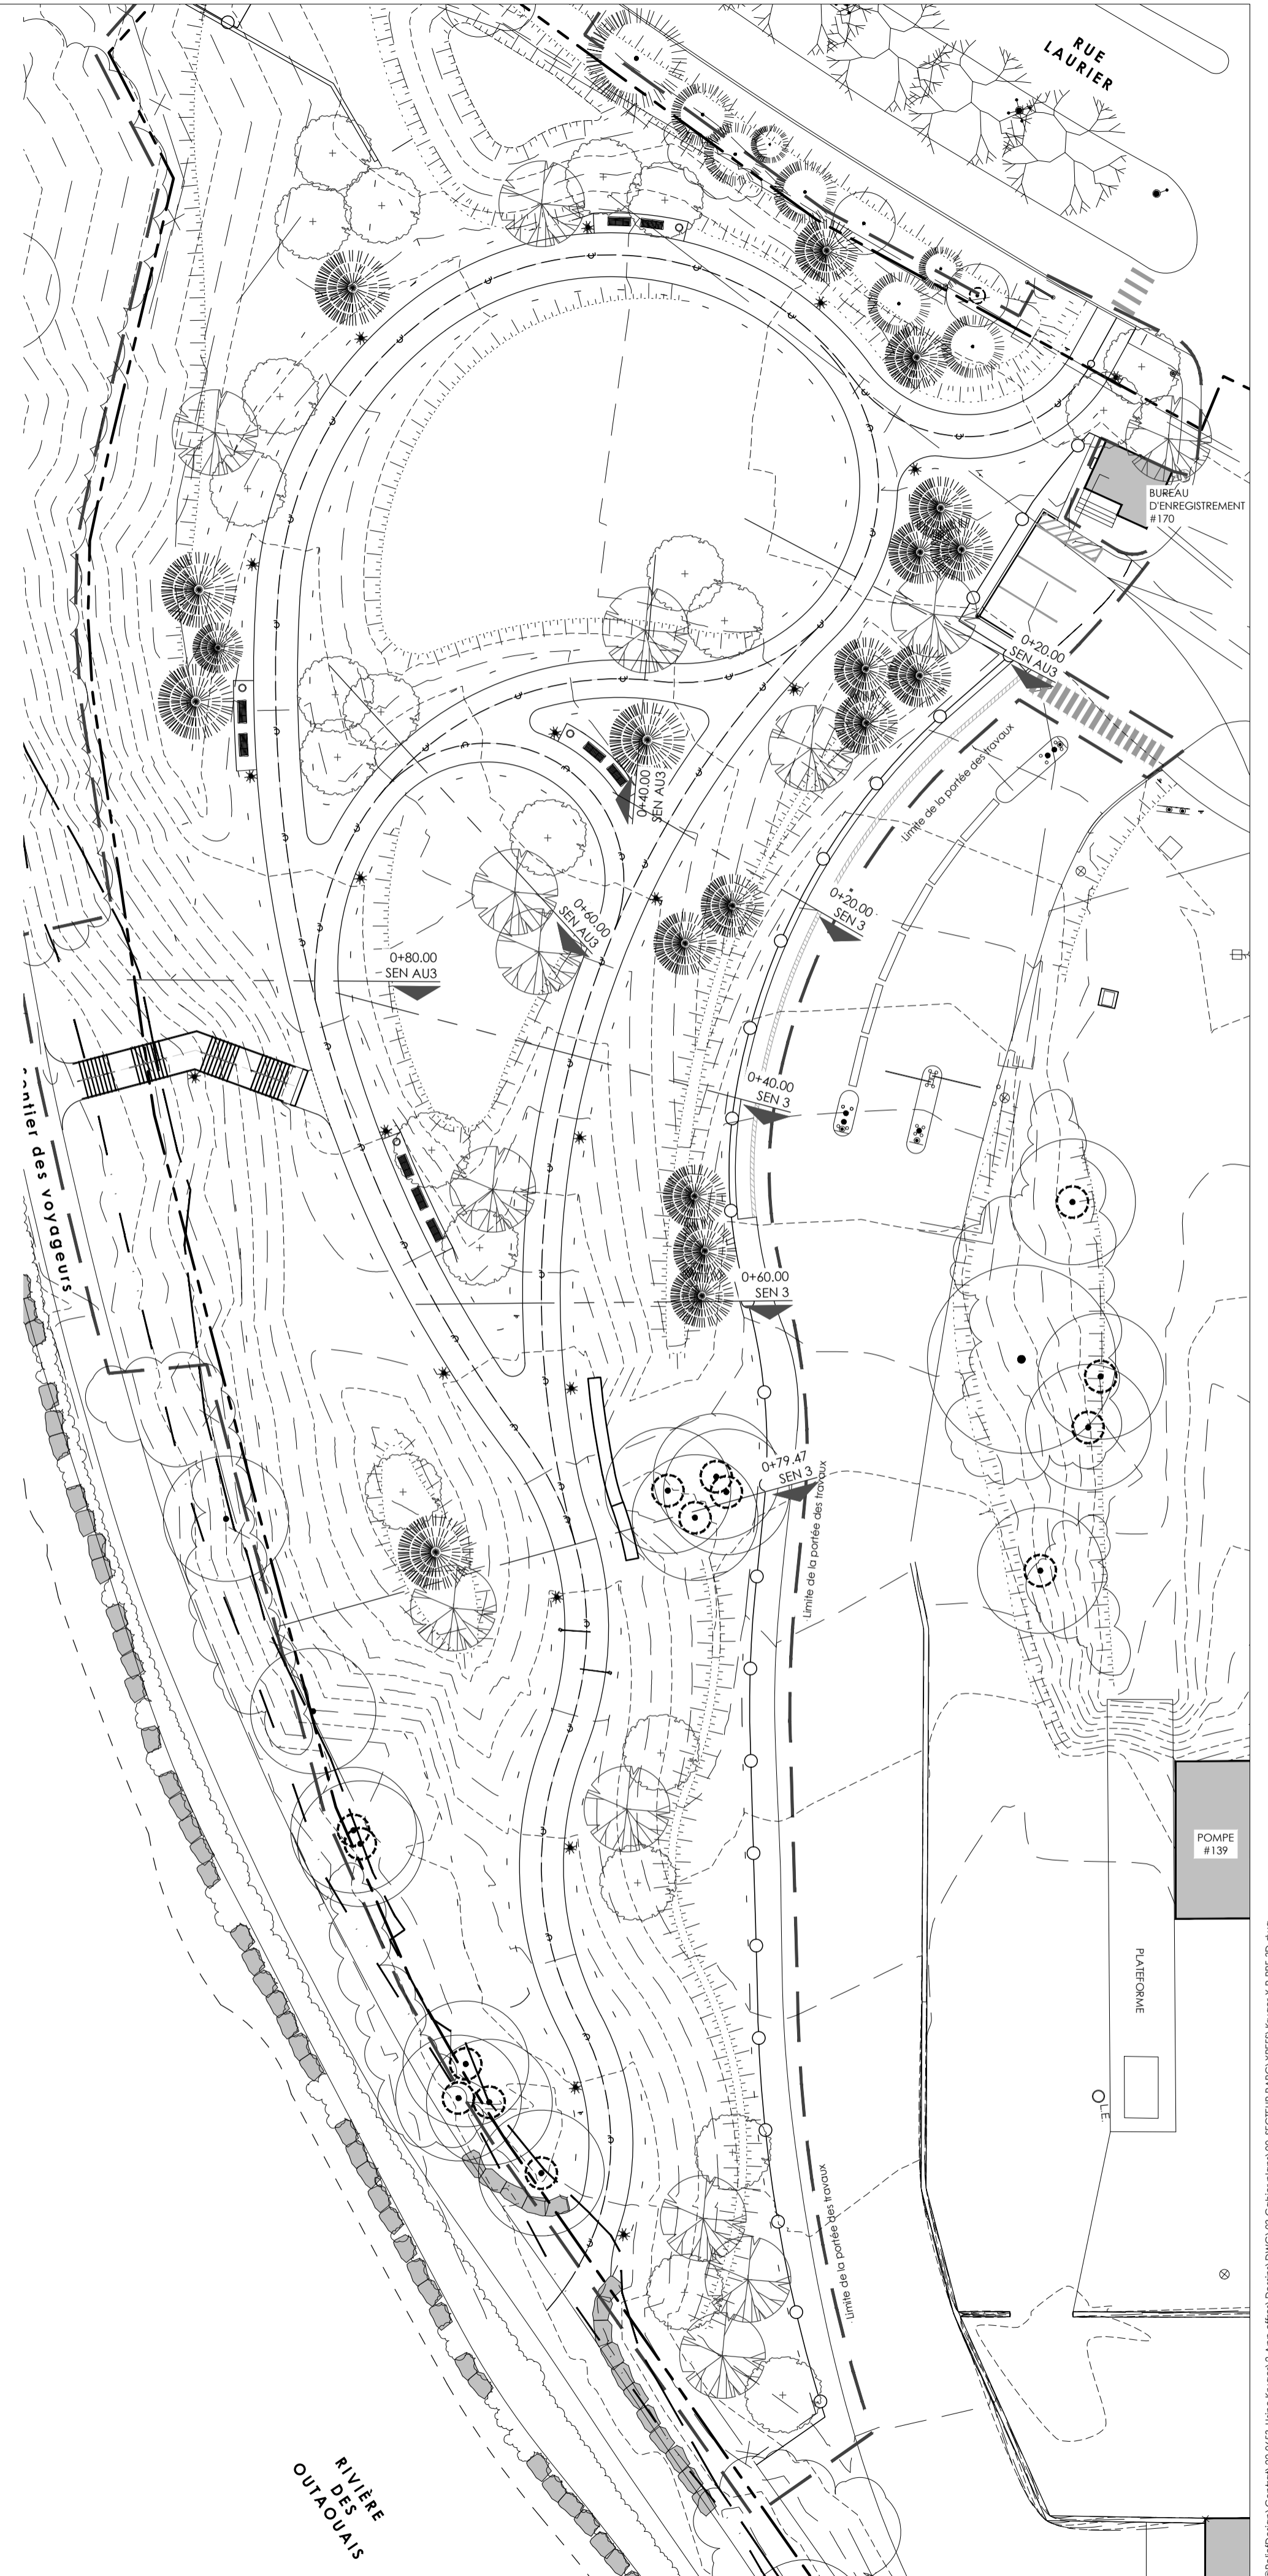 RUE
LAURIER
BUREAU
D'ENREGISTREMENT
#170
0+20.00
SEN AU3
Limite de la portée des travaux
0+40.00
SEN AU3
0+20.00
SEN 3
0+60.00
SEN AU3
0+80.00
SEN AU3
0+40.00
SEN 3
sentier des voyageurs
0+60.00
SEN 3
0+79.47
SEN 3
Limite de la portée des travaux
POMPE
#139
PLATEFORME
L.E.
Limite de la portée des travaux
RIVIÈRE
DES
OUTAOUAIS